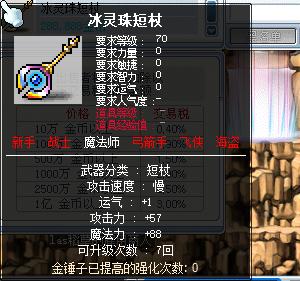 冰灵珠短杖
要求等级: 70
要求力量: 0
要求敏捷: 0
要求智力: 0
要求运气: 0
要求人气度: -
道具等级 : -
道具经验值 : -
新手 战士 魔法师 弓箭手 飞侠 海盗
武器分类 : 短杖
攻击速度 : 慢
运气 : +1
攻击力 : +57
魔法力 : +88
可升级次数 : 7回
金锤子已提高的强化次数: 0